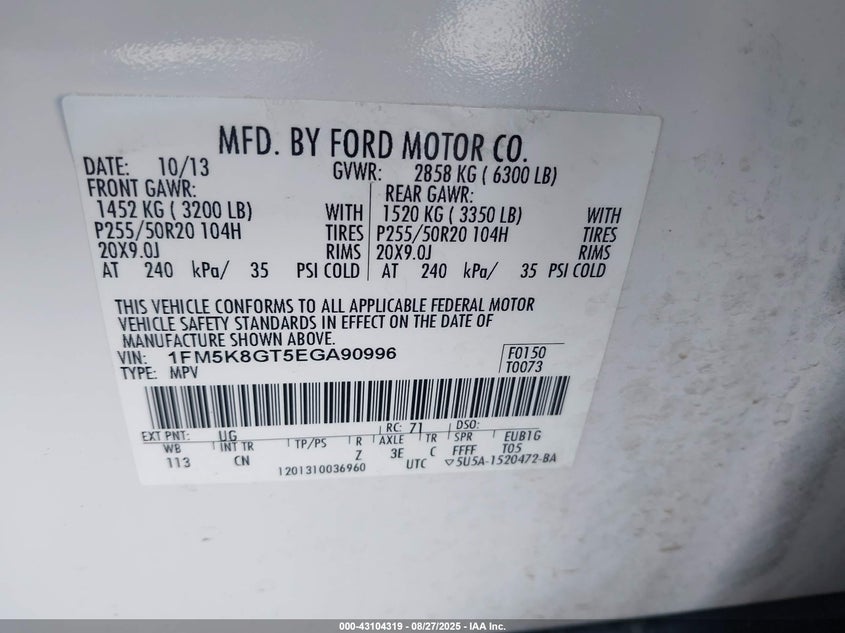 MFD. BY FORD MOTOR CO.
DATE: 10/13 GVWR: 2858 KG ( 6300 LB)
FRONT GAWR: REAR GAWR:
1452 KG ( 3200 LB) WITH 1520 KG ( 3350 LB) WITH
P255/50R20 104H TIRES P255/50R20 104H TIRES
20X9.0J RIMS 20X9.0J RIMS
AT 240 kPa/ 35 PSI COLD AT 240 kPa/ 35 PSI COLD
THIS VEHICLE CONFORMS TO ALL APPLICABLE FEDERAL MOTOR
VEHICLE SAFETY STANDARDS IN EFFECT ON THE DATE OF
MANUFACTURE SHOWN ABOVE.
VIN: 1FM5K8GT5EGA90996 F0150
TYPE: MPV T0073
EXT PNT: UG RC: Z1 DSO:
WB INT TR TP/PS R AXLE TR SPR EUB1G
113 CN Z 3E C FFFF T05
1201310036960 UTC ▽5U5A-1520472-BA
000-43104319 - 08/27/2025 - IAA Inc.